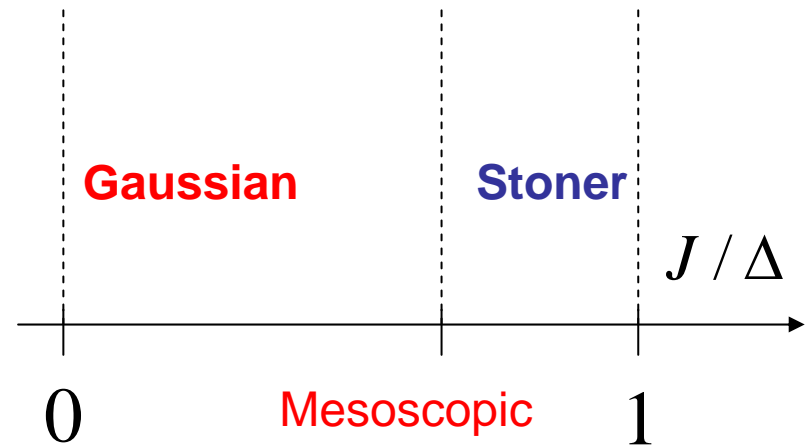 Gaussian Stoner
J / Δ
0 Mesoscopic 1